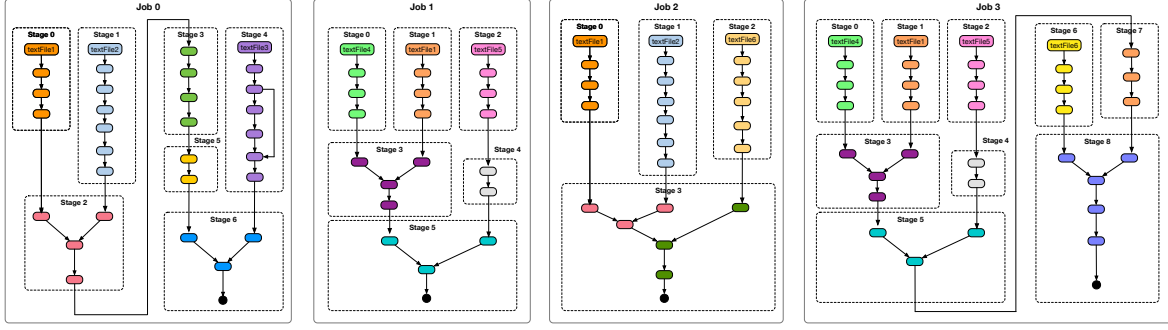 Job 0
Stage 0
Stage 1
Stage 3
Stage 4
textFile1
textFile2
textFile3
Stage 5
Stage 2
Stage 6
Job 1
Stage 0
Stage 1
Stage 2
textFile4
textFile1
textFile5
Stage 3
Stage 4
Stage 5
Job 2
Stage 0
Stage 1
Stage 2
textFile1
textFile2
textFile6
Stage 3
Job 3
Stage 0
Stage 1
Stage 2
Stage 6
Stage 7
textFile4
textFile1
textFile5
textFile6
Stage 3
Stage 4
Stage 8
Stage 5